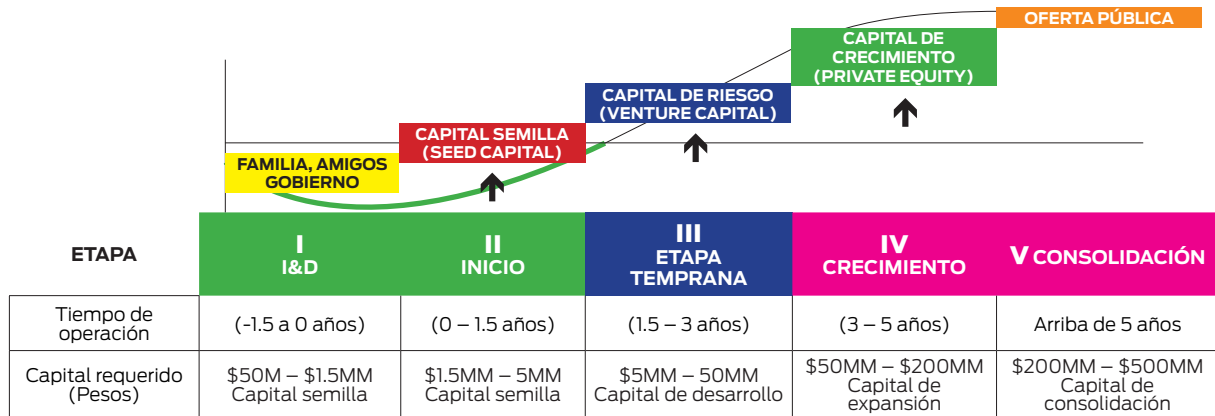 OFERTA PÚBLICA
CAPITAL DE
CRECIMIENTO
(PRIVATE EQUITY)
CAPITAL DE RIESGO
(VENTURE CAPITAL)
CAPITAL SEMILLA
(SEED CAPITAL)
FAMILIA, AMIGOS
GOBIERNO
ETAPA
I
I&D
II
INICIO
III
ETAPA
TEMPRANA
IV
CRECIMIENTO
V CONSOLIDACIÓN
Tiempo de
operación
(-1.5 a 0 años)
(0 – 1.5 años)
(1.5 – 3 años)
(3 – 5 años)
Arriba de 5 años
Capital requerido
(Pesos)
$50M – $1.5MM
Capital semilla
$1.5MM – 5MM
Capital semilla
$5MM – 50MM
Capital de desarrollo
$50MM – $200MM
Capital de
expansión
$200MM – $500MM
Capital de
consolidación